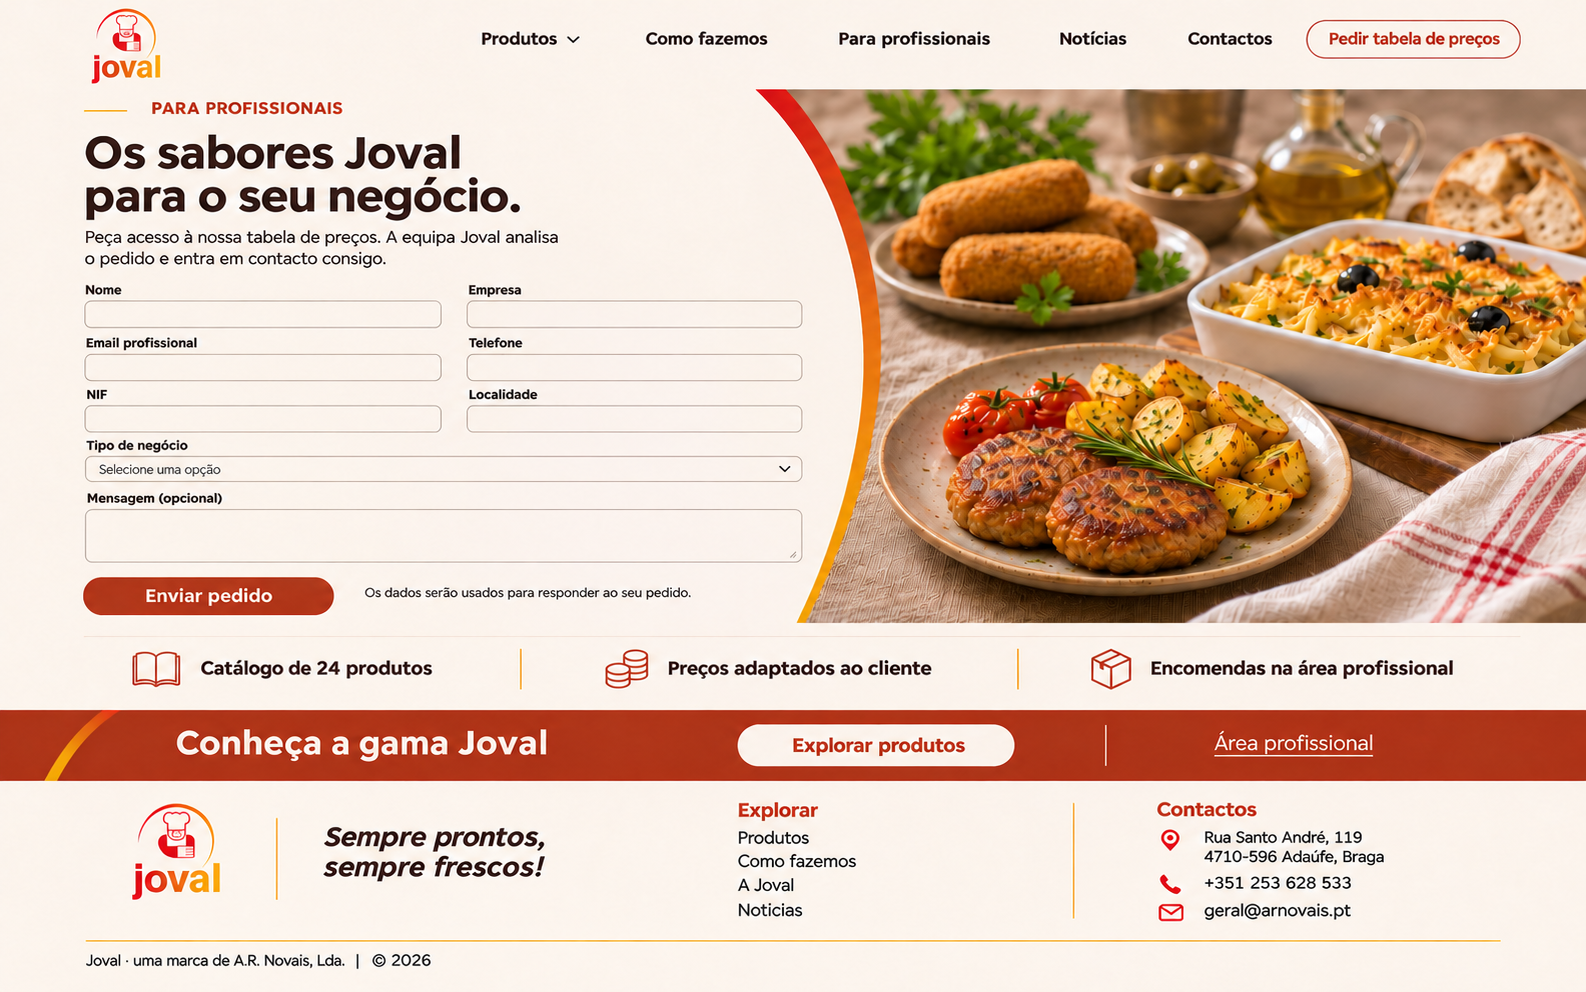 joval
Produtos
Como fazemos
Para profissionais
Notícias
Contactos
Pedir tabela de preços
PARA PROFISSIONAIS
Os sabores Joval
para o seu negócio.
Peça acesso à nossa tabela de preços. A equipa Joval analisa
o pedido e entra em contacto consigo.
Nome
Empresa
Email profissional
Telefone
NIF
Localidade
Tipo de negócio
Selecione uma opção
Mensagem (opcional)
Enviar pedido
Os dados serão usados para responder ao seu pedido.
Catálogo de 24 produtos
Preços adaptados ao cliente
Encomendas na área profissional
Conheça a gama Joval
Explorar produtos
Área profissional
joval
Sempre prontos,
sempre frescos!
Explorar
Produtos
Como fazemos
A Joval
Noticias
Contactos
Rua Santo André, 119
4710-596 Adaúfe, Braga
+351 253 628 533
geral@arnovais.pt
Joval · uma marca de A.R. Novais, Lda. | © 2026